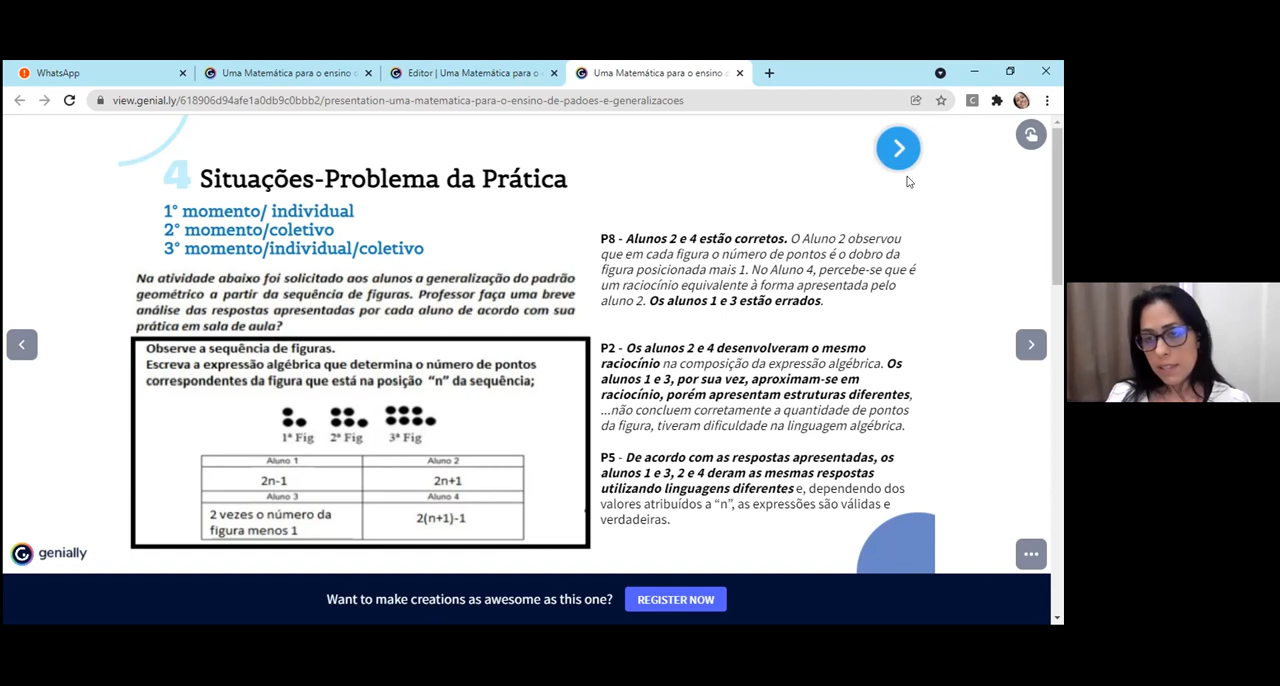 WhatsApp
Uma Matemática para o ensino d
Editor | Uma Matemática para o
Uma Matemática para o ensino d
view.genial.ly/618906d94afe1a0db9c0bbb2/presentation-uma-matematica-para-o-ensino-de-padoes-e-generalizacoes
4 Situações-Problema da Prática
1° momento/ individual
2° momento/coletivo
3° momento/individual/coletivo
Na atividade abaixo foi solicitado aos alunos a generalização do padrão
geométrico a partir da sequência de figuras. Professor faça uma breve
análise das respostas apresentadas por cada aluno de acordo com sua
prática em sala de aula?
Observe a sequência de figuras.
Escreva a expressão algébrica que determina o número de pontos
correspondentes da figura que está na posição “n” da sequência;
1ª Fig 2ª Fig 3ª Fig
Aluno 1 Aluno 2
2n-1 2n+1
Aluno 3 Aluno 4
2 vezes o número da
figura menos 1
2(n+1)-1
P8 - Alunos 2 e 4 estão corretos. O Aluno 2 observou
que em cada figura o número de pontos é o dobro da
figura posicionada mais 1. No Aluno 4, percebe-se que é
um raciocínio equivalente à forma apresentada pelo
aluno 2. Os alunos 1 e 3 estão errados.
P2 - Os alunos 2 e 4 desenvolveram o mesmo
raciocínio na composição da expressão algébrica. Os
alunos 1 e 3, por sua vez, aproximam-se em
raciocínio, porém apresentam estruturas diferentes,
...não concluem corretamente a quantidade de pontos
da figura, tiveram dificuldade na linguagem algébrica.
P5 - De acordo com as respostas apresentadas, os
alunos 1 e 3, 2 e 4 deram as mesmas respostas
utilizando linguagens diferentes e, dependendo dos
valores atribuídos a “n”, as expressões são válidas e
verdadeiras.
genially
Want to make creations as awesome as this one?
REGISTER NOW